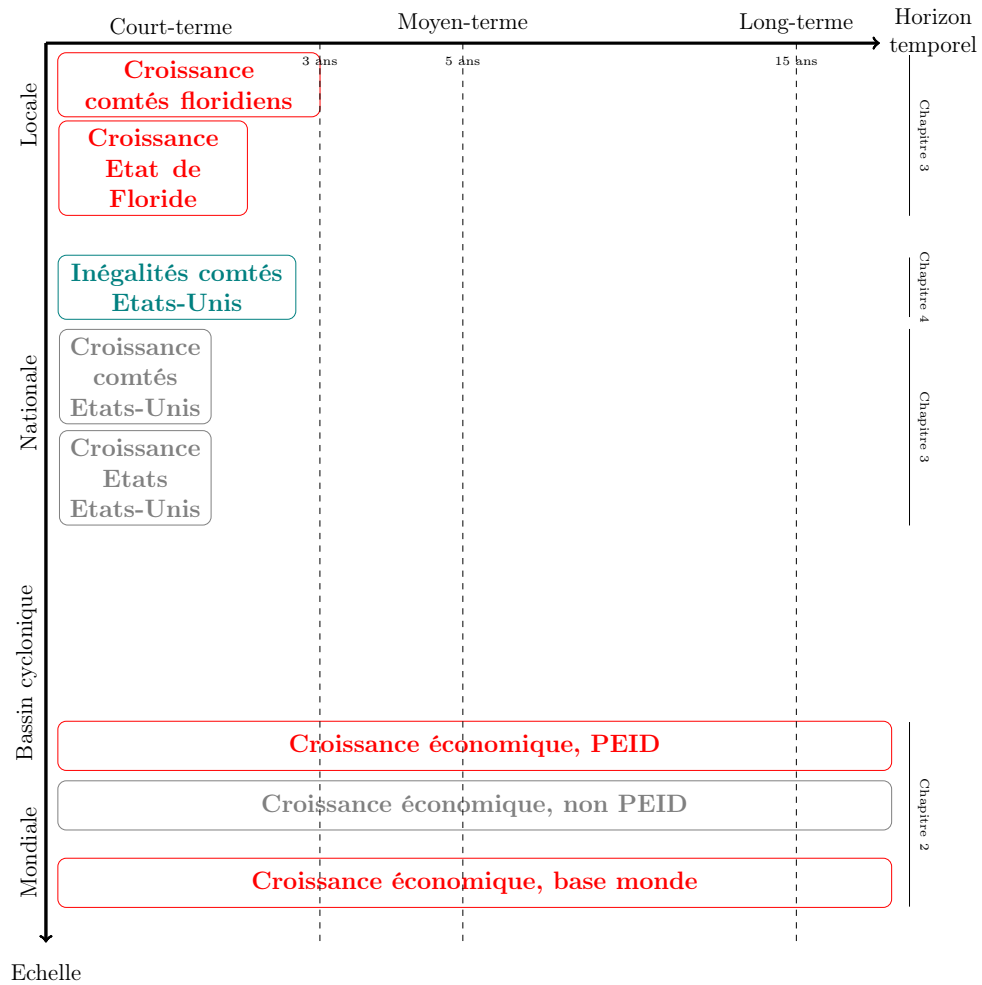 Court-terme
Moyen-terme
Long-terme
Horizon
temporel
3 ans
5 ans
15 ans
Locale
Croissance
comtés floridiens
Croissance
Etat de
Floride
Chapitre 3
Inégalités comtés
Etats-Unis
Chapitre 4
Nationale
Croissance
comtés
Etats-Unis
Croissance
Etats
Etats-Unis
Chapitre 3
Bassin cyclonique
Croissance économique, PEID
Croissance économique, non PEID
Chapitre 2
Mondiale
Croissance économique, base monde
Echelle